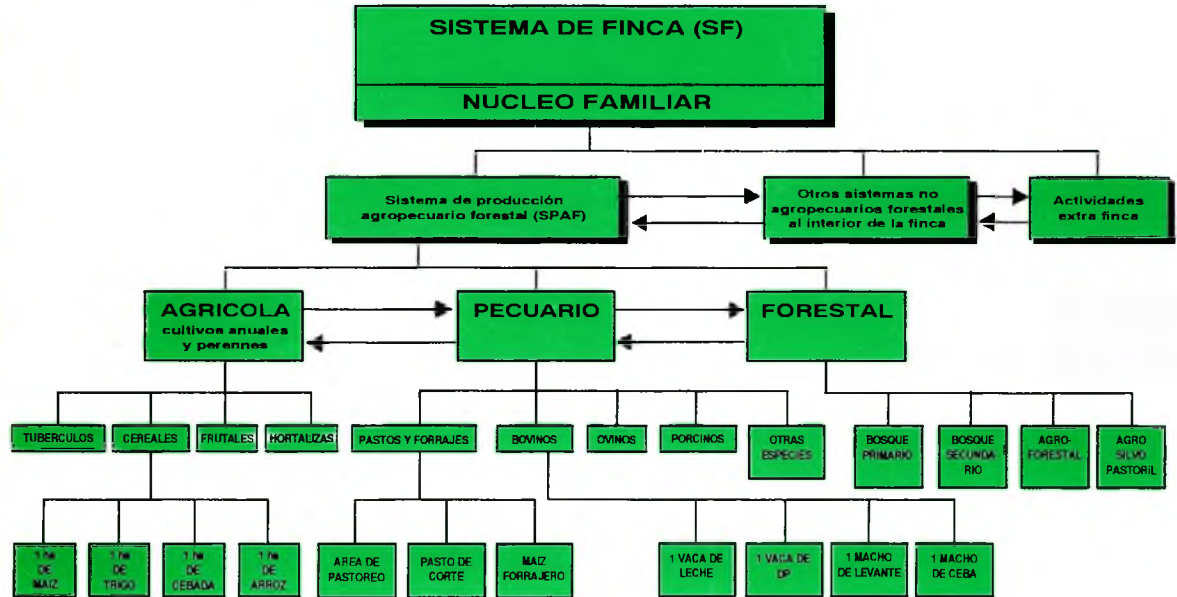 SISTEMA DE FINCA (SF)
NUCLEO FAMILIAR
Sistema de producción
agropecuario forestal (SPAF)
Otros sistemas no
agropecuarios forestales
al interior de la finca
Actividades
extra finca
AGRICOLA
cultivos anuales
y perennes
PECUARIO
FORESTAL
TUBERCULOS
CEREALES
FRUTALES
HORTALIZAS
PASTOS Y FORRAJES
BOVINOS
OVINOS
PORCINOS
OTRAS
ESPECIES
BOSQUE
PRIMARIO
BOSQUE
SECUNDA
RIO
AGRO-
FORESTAL
AGRO
SILVO
PASTORIL
1 ha
DE
MAIZ
1 ha
DE
TRIGO
1 ha
DE
CEBADA
1 ha
DE
ARROZ
AREA DE
PASTOREO
PASTO DE
CORTE
MAIZ
FORRAJERO
1 VACA DE
LECHE
1 VACA DE
DP
1 MACHO
DE LEVANTE
1 MACHO
DE CEBA